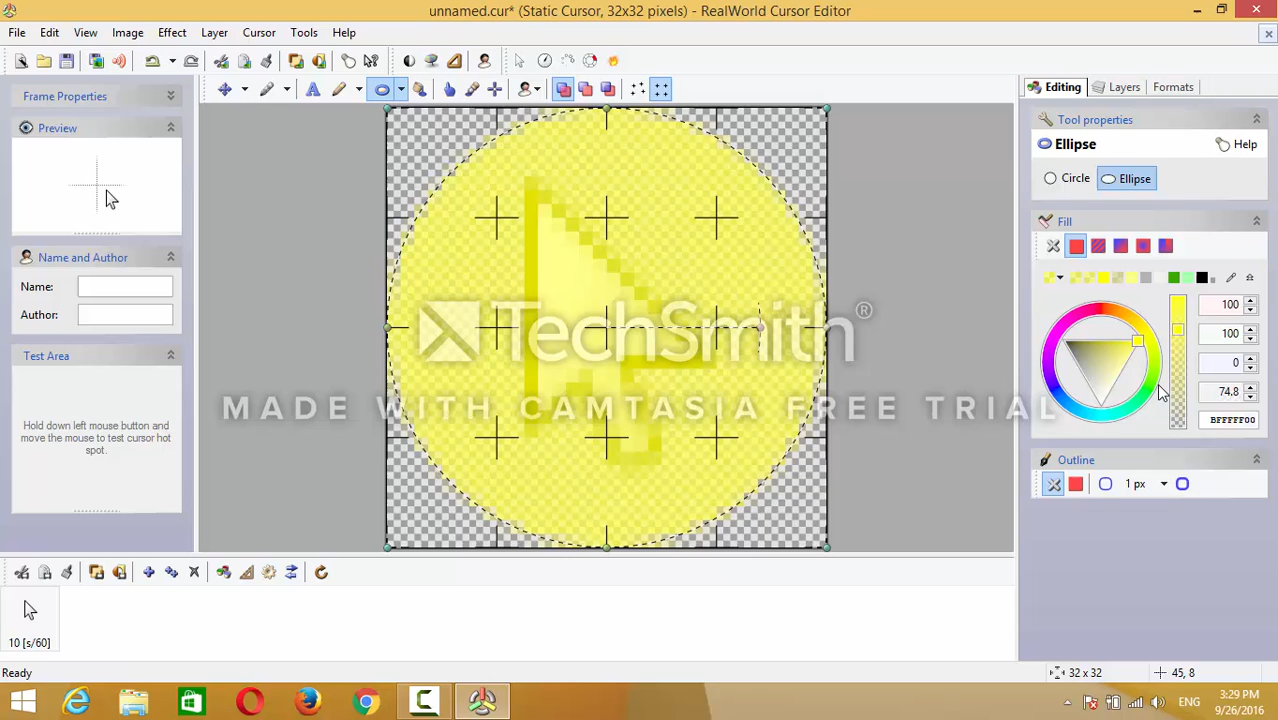 unnamed.cur* (Static Cursor, 32x32 pixels) - RealWorld Cursor Editor
File Edit View Image Effect Layer Cursor Tools Help
Frame Properties
Preview
Name and Author
Name:
Author:
Test Area
Hold down left mouse button and
move the mouse to test cursor hot
spot.
TechSmith®
MADE WITH CAMTASIA FREE TRIAL
Editing Layers Formats
Tool properties
Ellipse Help
Circle Ellipse
Fill
100
100
0
74.8
BFFFFF00
Outline
1 px
10 [s/60]
Ready
32 x 32
45, 8
ENG
3:29 PM
9/26/2016